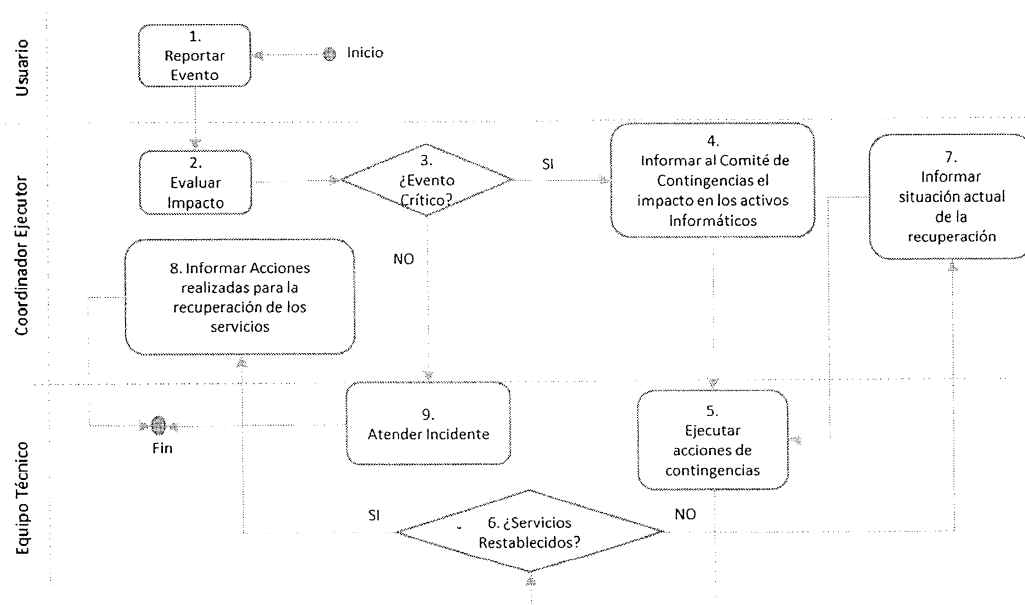 Usuario
1.
Reportar
Evento
Inicio
Coordinador Ejecutor
2.
Evaluar
Impacto
3.
¿Evento
Crítico?
SI
NO
4.
Informar al Comité de
Contingencias el
impacto en los activos
Informáticos
7.
Informar
situación actual
de la
recuperación
8. Informar Acciones
realizadas para la
recuperación de los
servicios
Equipo Técnico
Fin
9.
Atender Incidente
5.
Ejecutar
acciones de
contingencias
SI
6. ¿Servicios
Restablecidos?
NO